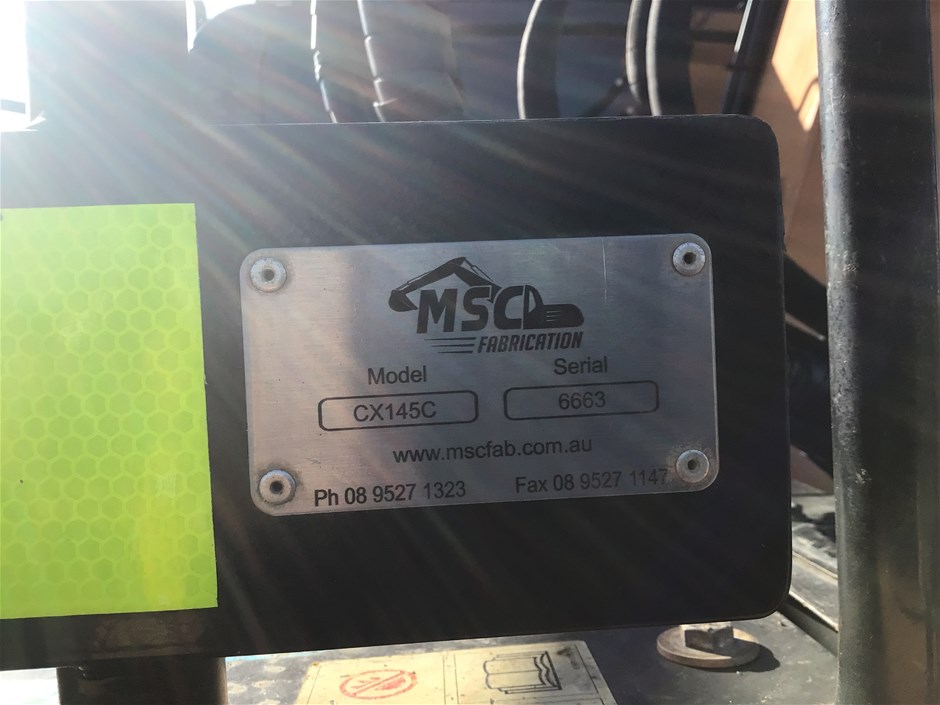 MSC
FABRICATION
Model Serial
CX145C 6663
www.mscfab.com.au
Ph 08 9527 1323 Fax 08 9527 1147